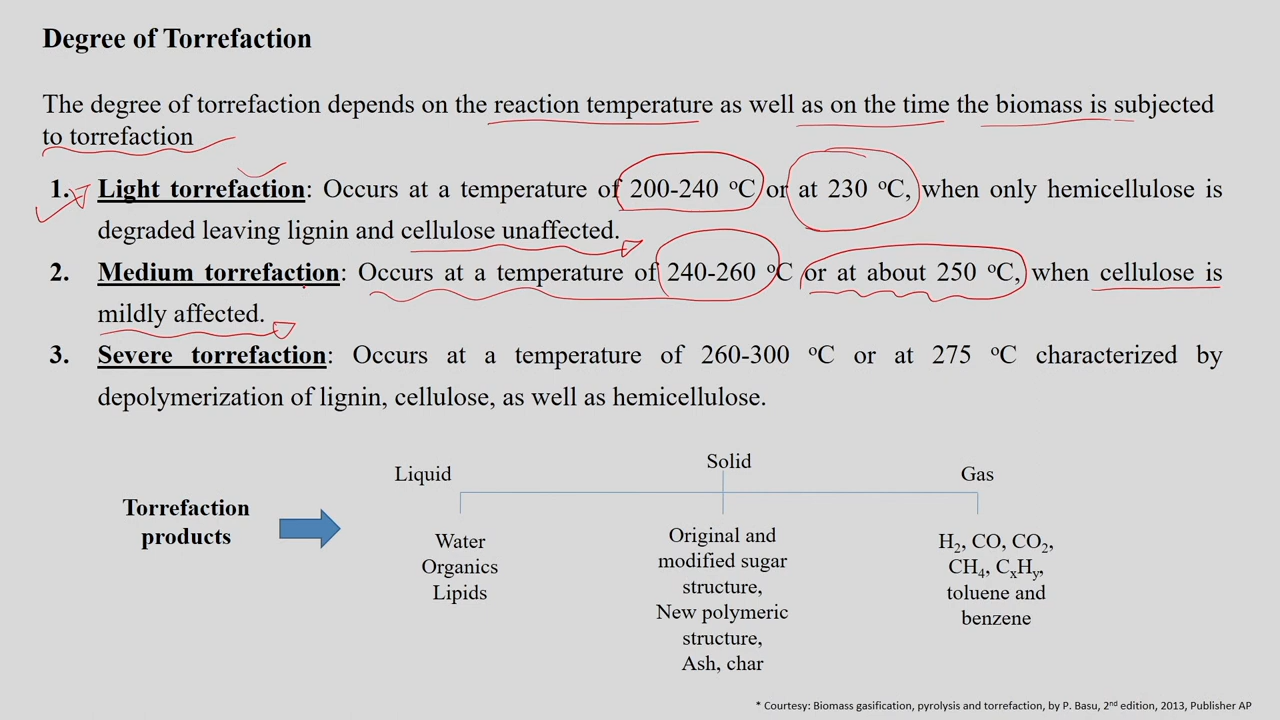 Degree of Torrefaction
The degree of torrefaction depends on the reaction temperature as well as on the time the biomass is subjected
to torrefaction
1. Light torrefaction: Occurs at a temperature of 200-240 ºC or at 230 ºC, when only hemicellulose is
degraded leaving lignin and cellulose unaffected.
2. Medium torrefaction: Occurs at a temperature of 240-260 ºC or at about 250 ºC, when cellulose is
mildly affected.
3. Severe torrefaction: Occurs at a temperature of 260-300 ºC or at 275 ºC characterized by
depolymerization of lignin, cellulose, as well as hemicellulose.
Torrefaction
products
Liquid
Water
Organics
Lipids
Solid
Original and
modified sugar
structure,
New polymeric
structure,
Ash, char
Gas
H₂, CO, CO₂,
CH₄, CₓHᵧ,
toluene and
benzene
* Courtesy: Biomass gasification, pyrolysis and torrefaction, by P. Basu, 2nd edition, 2013, Publisher AP